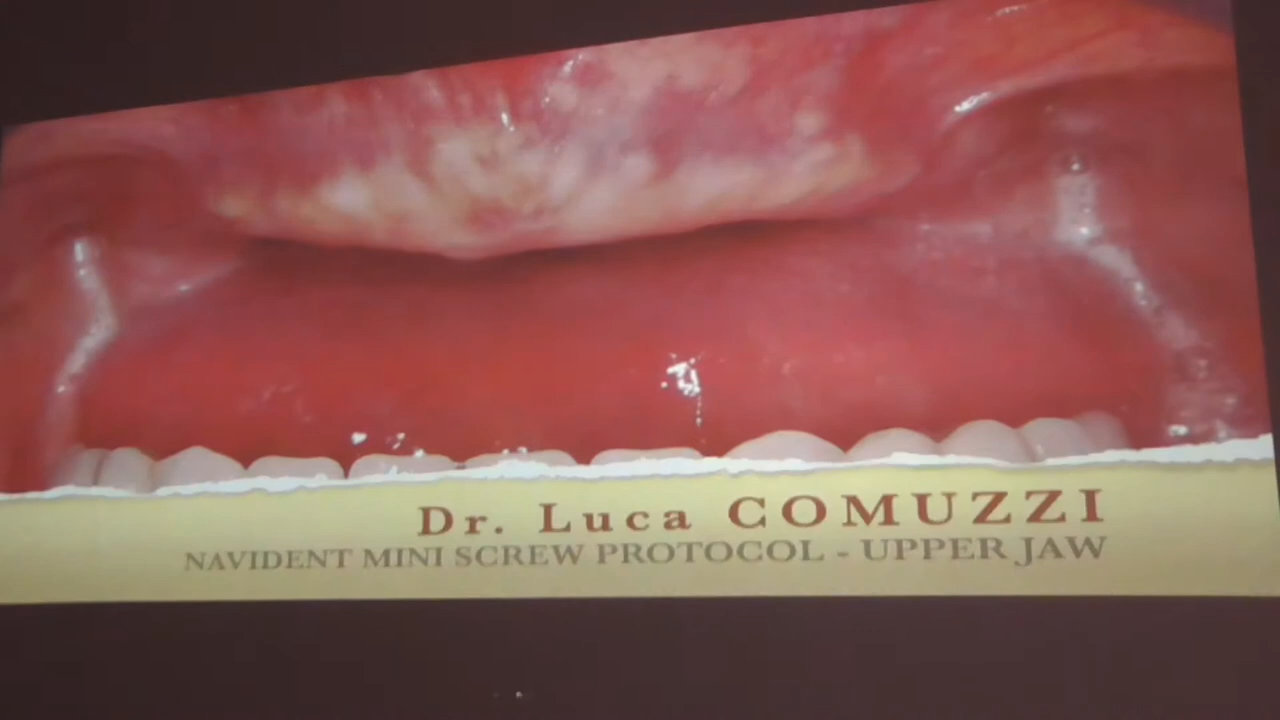 Dr. Luca COMUZZI
NAVIDENT MINI SCREW PROTOCOL - UPPER JAW